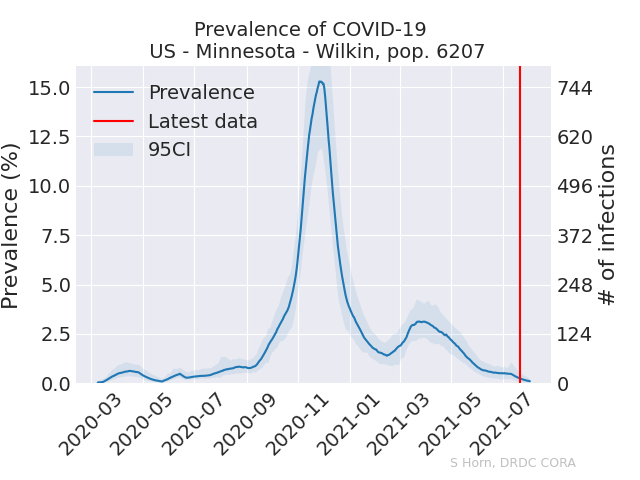 Prevalence of COVID-19
US - Minnesota - Wilkin, pop. 6207
Prevalence
Latest data
95CI
Prevalence (%)
15.0
12.5
10.0
7.5
5.0
2.5
0.0
744
620
496
372
248
124
0
# of infections
2020-03
2020-05
2020-07
2020-09
2020-11
2021-01
2021-03
2021-05
2021-07
S Horn, DRDC CORA